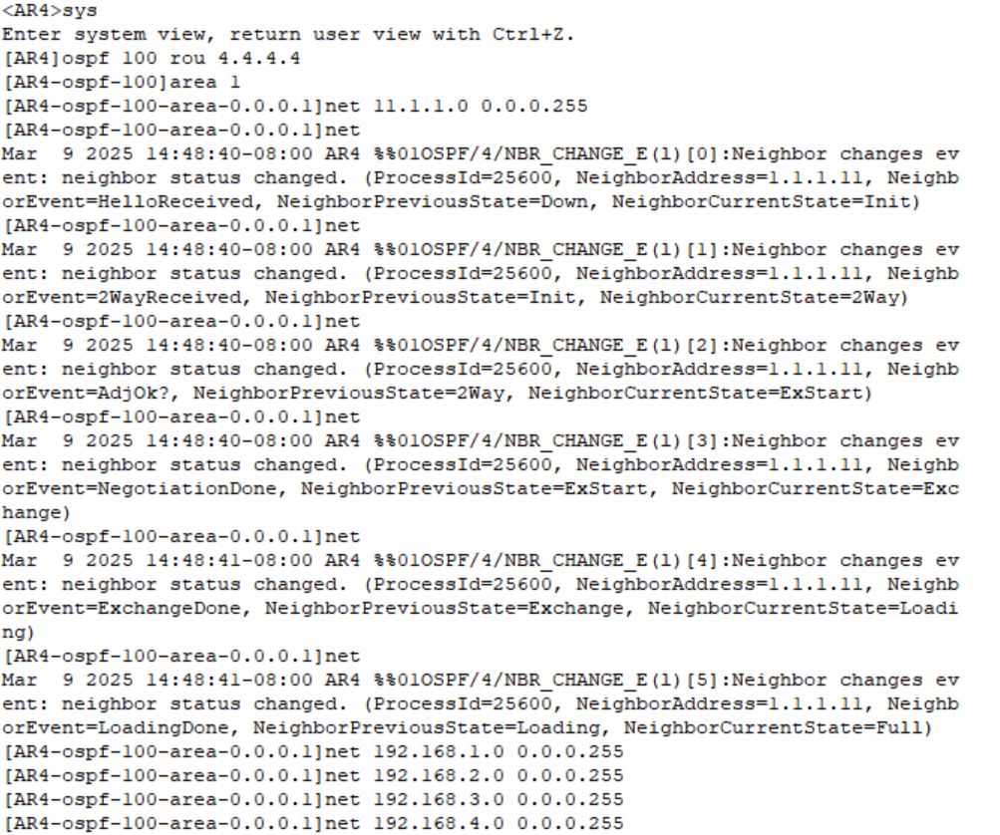 <AR4>sys
Enter system view, return user view with Ctrl+Z.
[AR4]ospf 100 rou 4.4.4.4
[AR4-ospf-100]area 1
[AR4-ospf-100-area-0.0.0.1]net 11.1.1.0 0.0.0.255
[AR4-ospf-100-area-0.0.0.1]net
Mar  9 2025 14:48:40-08:00 AR4 %%01OSPF/4/NBR_CHANGE_E(l)[0]:Neighbor changes ev
ent: neighbor status changed. (ProcessId=25600, NeighborAddress=1.1.1.11, Neighb
orEvent=HelloReceived, NeighborPreviousState=Down, NeighborCurrentState=Init)
[AR4-ospf-100-area-0.0.0.1]net
Mar  9 2025 14:48:40-08:00 AR4 %%01OSPF/4/NBR_CHANGE_E(l)[1]:Neighbor changes ev
ent: neighbor status changed. (ProcessId=25600, NeighborAddress=1.1.1.11, Neighb
orEvent=2WayReceived, NeighborPreviousState=Init, NeighborCurrentState=2Way)
[AR4-ospf-100-area-0.0.0.1]net
Mar  9 2025 14:48:40-08:00 AR4 %%01OSPF/4/NBR_CHANGE_E(l)[2]:Neighbor changes ev
ent: neighbor status changed. (ProcessId=25600, NeighborAddress=1.1.1.11, Neighb
orEvent=AdjOk?, NeighborPreviousState=2Way, NeighborCurrentState=ExStart)
[AR4-ospf-100-area-0.0.0.1]net
Mar  9 2025 14:48:40-08:00 AR4 %%01OSPF/4/NBR_CHANGE_E(l)[3]:Neighbor changes ev
ent: neighbor status changed. (ProcessId=25600, NeighborAddress=1.1.1.11, Neighb
orEvent=NegotiationDone, NeighborPreviousState=ExStart, NeighborCurrentState=Exc
hange)
[AR4-ospf-100-area-0.0.0.1]net
Mar  9 2025 14:48:41-08:00 AR4 %%01OSPF/4/NBR_CHANGE_E(l)[4]:Neighbor changes ev
ent: neighbor status changed. (ProcessId=25600, NeighborAddress=1.1.1.11, Neighb
orEvent=ExchangeDone, NeighborPreviousState=Exchange, NeighborCurrentState=Loadi
ng)
[AR4-ospf-100-area-0.0.0.1]net
Mar  9 2025 14:48:41-08:00 AR4 %%01OSPF/4/NBR_CHANGE_E(l)[5]:Neighbor changes ev
ent: neighbor status changed. (ProcessId=25600, NeighborAddress=1.1.1.11, Neighb
orEvent=LoadingDone, NeighborPreviousState=Loading, NeighborCurrentState=Full)
[AR4-ospf-100-area-0.0.0.1]net 192.168.1.0 0.0.0.255
[AR4-ospf-100-area-0.0.0.1]net 192.168.2.0 0.0.0.255
[AR4-ospf-100-area-0.0.0.1]net 192.168.3.0 0.0.0.255
[AR4-ospf-100-area-0.0.0.1]net 192.168.4.0 0.0.0.255